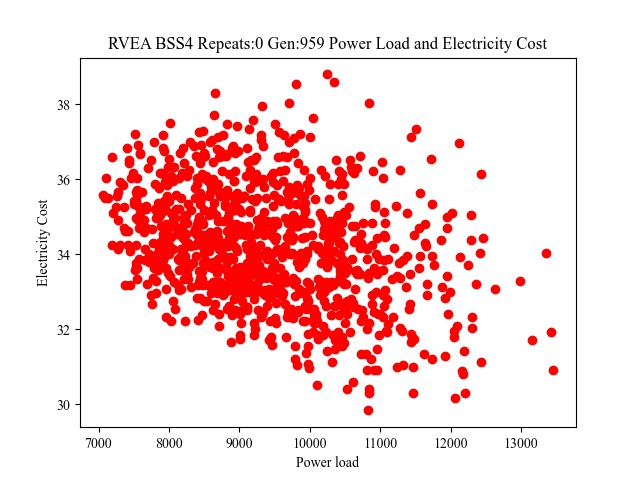 RVEA BSS4 Repeats:0 Gen:959 Power Load and Electricity Cost
Electricity Cost
38
36
34
32
30
7000 8000 9000 10000 11000 12000 13000
Power load